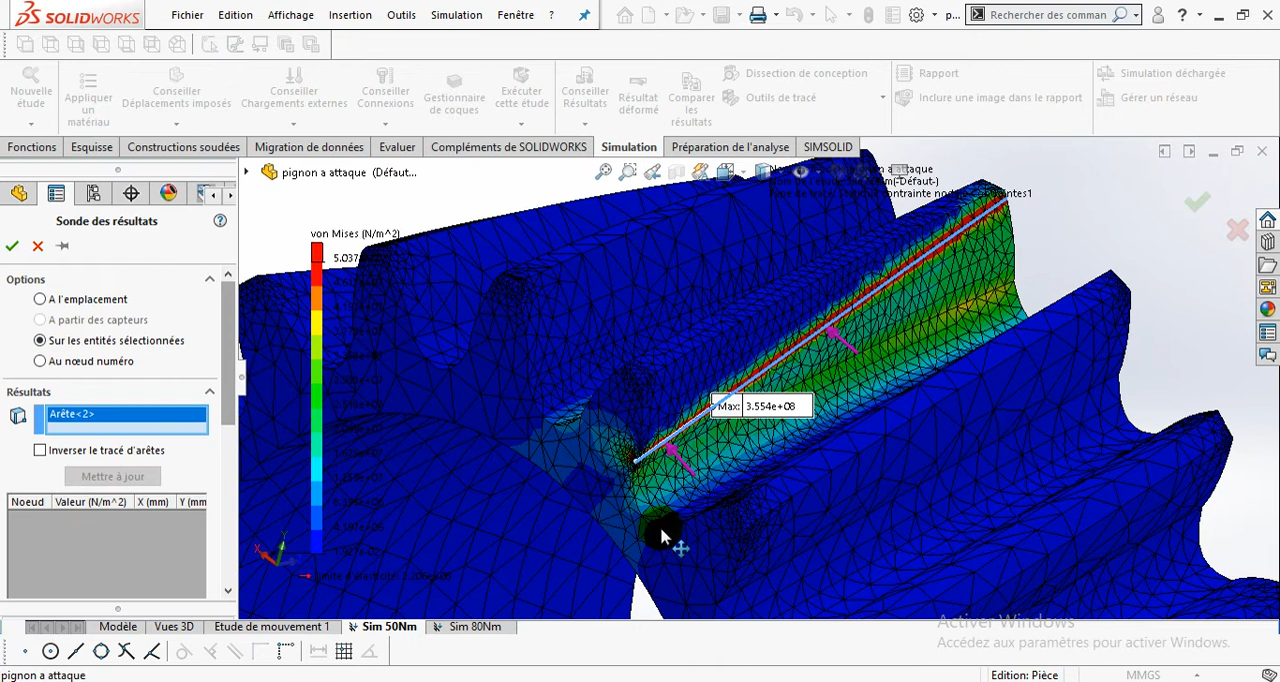 SOLIDWORKS
Fichier Edition Affichage Insertion Outils Simulation Fenêtre ?
p...
Rechercher des comman
?
Nouvelle étude
Appliquer un matériau
Conseiller Déplacements imposés
Conseiller Chargements externes
Conseiller Connexions
Gestionnaire de coques
Exécuter cette étude
Conseiller Résultats
Résultat déformé
Comparer les résultats
Dissection de conception
Outils de tracé
Rapport
Inclure une image dans le rapport
Simulation déchargée
Gérer un réseau
Fonctions Esquisse Constructions soudées Migration de données Evaluer Compléments de SOLIDWORKS Simulation Préparation de l'analyse SIMSOLID
pignon a attaque (Défaut...
Sonde des résultats
Options
A l'emplacement
A partir des capteurs
Sur les entités sélectionnées
Au nœud numéro
Résultats
Arête<2>
Inverser le tracé d'arêtes
Mettre à jour
Noeud Valeur (N/m^2) X (mm) Y (mm
von Mises (N/m^2)
Max: 3.554e+08
Activer Windows
Accédez aux paramètres pour activer Windows.
Modèle Vues 3D Etude de mouvement 1 Sim 50Nm Sim 80Nm
pignon a attaque
Edition: Pièce
MMGS